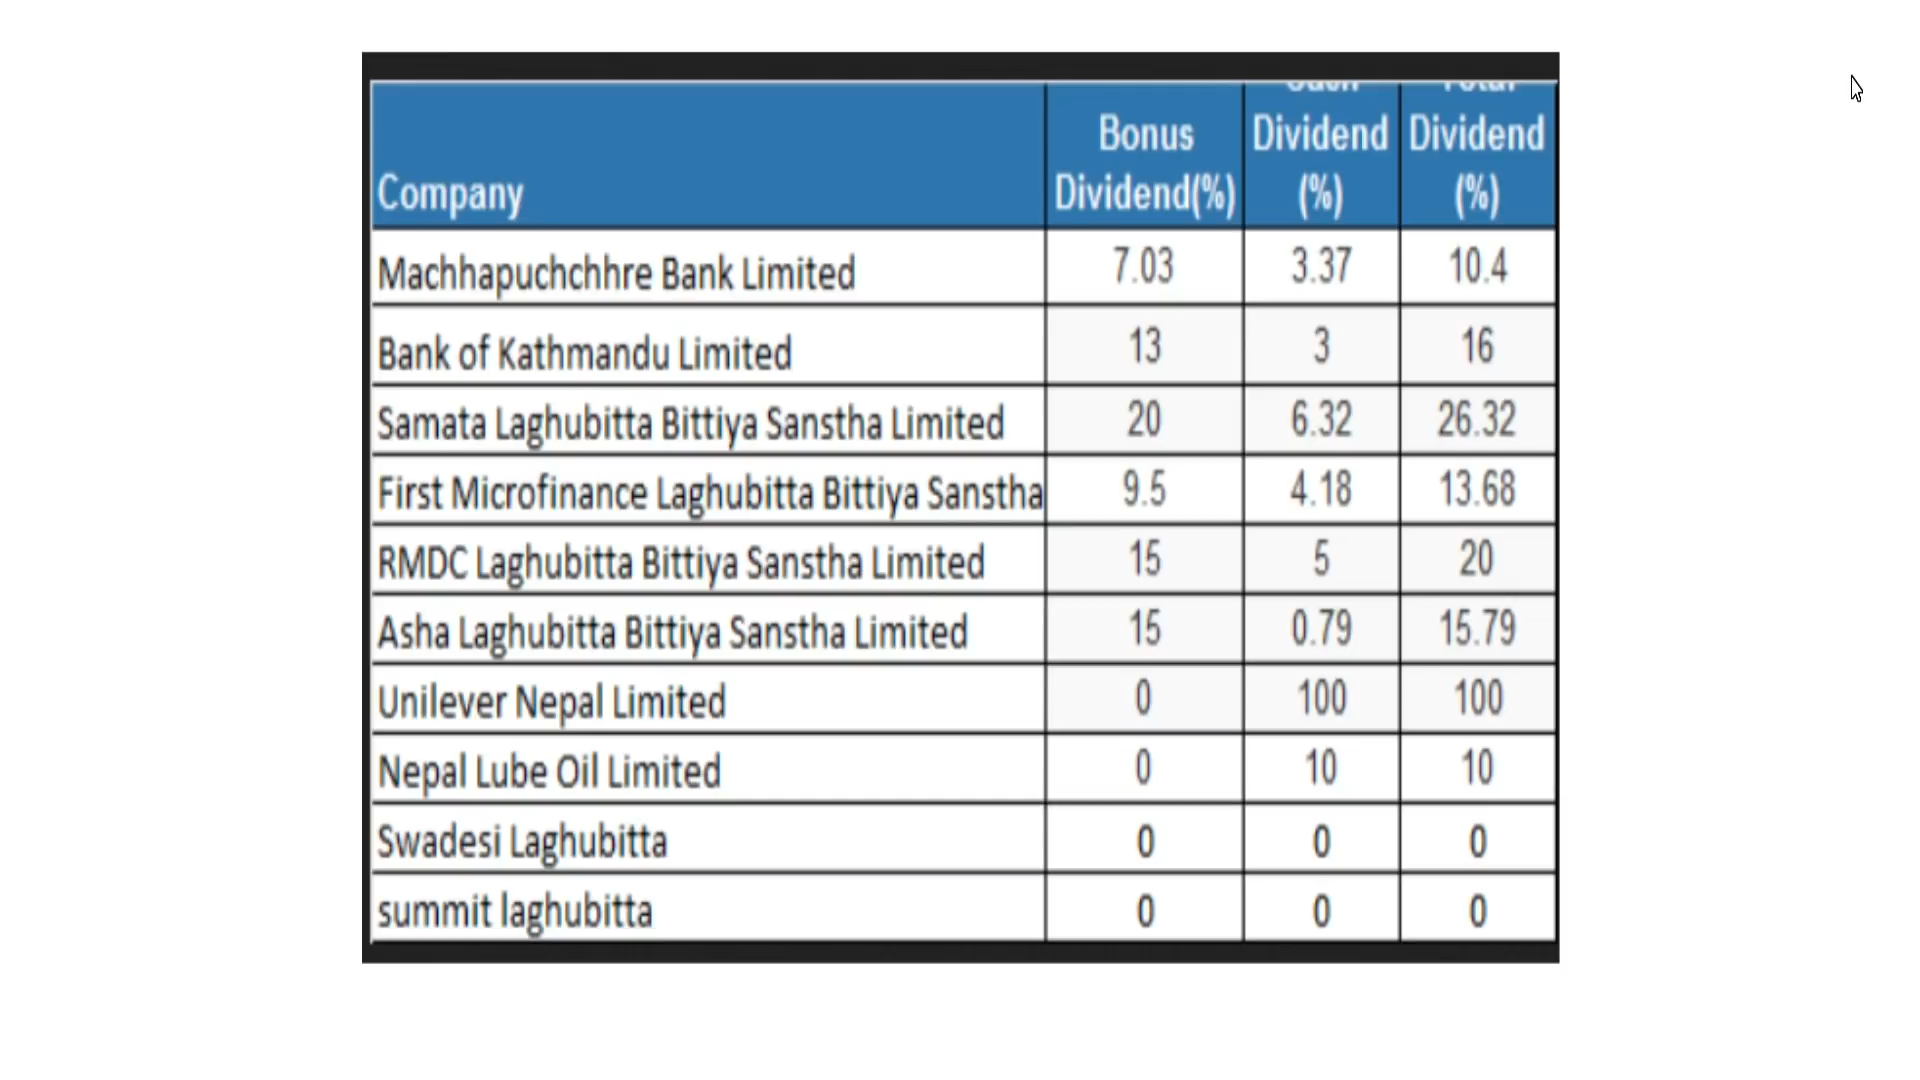 Company Bonus Dividend(%) Cash Dividend (%) Total Dividend (%)
Machhapuchchhre Bank Limited 7.03 3.37 10.4
Bank of Kathmandu Limited 13 3 16
Samata Laghubitta Bittiya Sanstha Limited 20 6.32 26.32
First Microfinance Laghubitta Bittiya Sanstha 9.5 4.18 13.68
RMDC Laghubitta Bittiya Sanstha Limited 15 5 20
Asha Laghubitta Bittiya Sanstha Limited 15 0.79 15.79
Unilever Nepal Limited 0 100 100
Nepal Lube Oil Limited 0 10 10
Swadesi Laghubitta 0 0 0
summit laghubitta 0 0 0